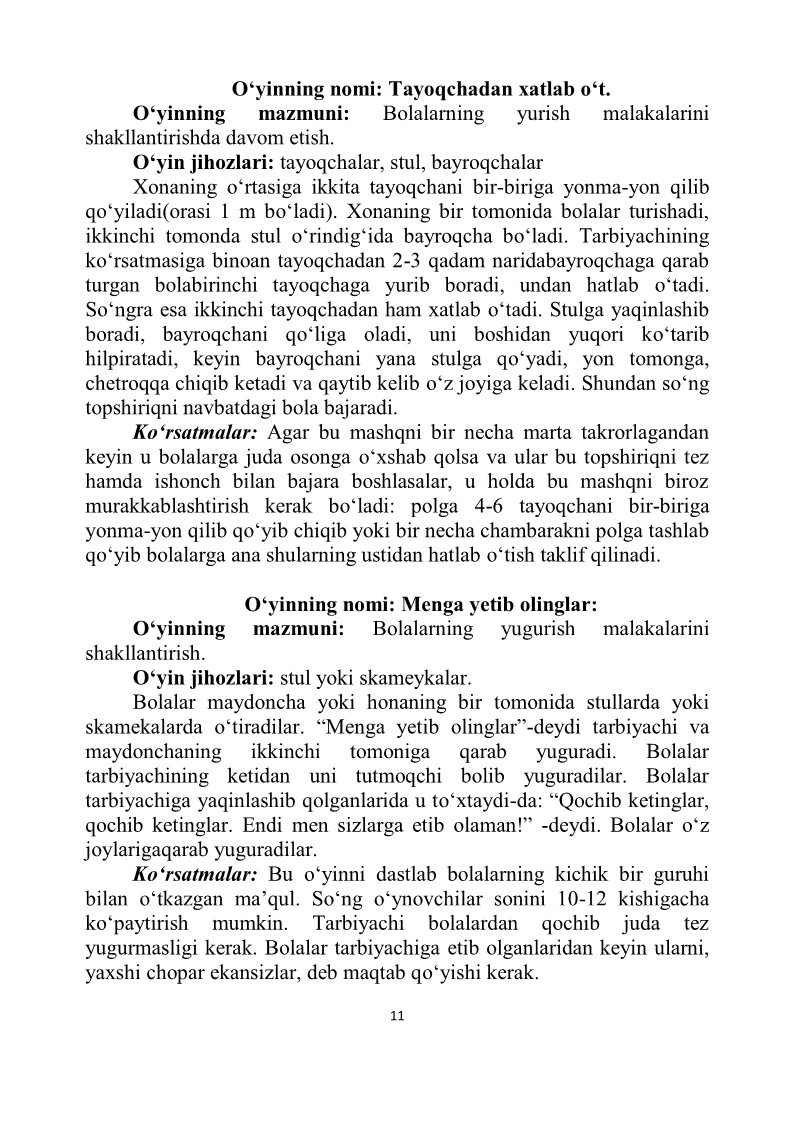 O‘yinning nomi: Tayoqchadan xatlab o‘t.
O‘yinning mazmuni: Bolalarning yurish malakalarini
shakllantirishda davom etish.
O‘yin jihozlari: tayoqchalar, stul, bayroqchalar
Xonaning o‘rtasiga ikkita tayoqchani bir-biriga yonma-yon qilib
qo‘yiladi(orasi 1 m bo‘ladi). Xonaning bir tomonida bolalar turishadi,
ikkinchi tomonda stul o‘rindig‘ida bayroqcha bo‘ladi. Tarbiyachining
ko‘rsatmasiga binoan tayoqchadan 2-3 qadam naridabayroqchaga qarab
turgan bolabirinchi tayoqchaga yurib boradi, undan hatlab o‘tadi.
So‘ngra esa ikkinchi tayoqchadan ham xatlab o‘tadi. Stulga yaqinlashib
boradi, bayroqchani qo‘liga oladi, uni boshidan yuqori ko‘tarib
hilpiratadi, keyin bayroqchani yana stulga qo‘yadi, yon tomonga,
chetroqqa chiqib ketadi va qaytib kelib o‘z joyiga keladi. Shundan so‘ng
topshiriqni navbatdagi bola bajaradi.
Ko‘rsatmalar: Agar bu mashqni bir necha marta takrorlagandan
keyin u bolalarga juda osonga o‘xshab qolsa va ular bu topshiriqni tez
hamda ishonch bilan bajara boshlasalar, u holda bu mashqni biroz
murakkablashtirish kerak bo‘ladi: polga 4-6 tayoqchani bir-biriga
yonma-yon qilib qo‘yib chiqib yoki bir necha chambarakni polga tashlab
qo‘yib bolalarga ana shularning ustidan hatlab o‘tish taklif qilinadi.
O‘yinning nomi: Menga yetib olinglar:
O‘yinning mazmuni: Bolalarning yugurish malakalarini
shakllantirish.
O‘yin jihozlari: stul yoki skameykalar.
Bolalar maydoncha yoki honaning bir tomonida stullarda yoki
skamekalarda o‘tiradilar. “Menga yetib olinglar”-deydi tarbiyachi va
maydonchaning ikkinchi tomoniga qarab yuguradi. Bolalar
tarbiyachining ketidan uni tutmoqchi bolib yuguradilar. Bolalar
tarbiyachiga yaqinlashib qolganlarida u to‘xtaydi-da: “Qochib ketinglar,
qochib ketinglar. Endi men sizlarga etib olaman!” -deydi. Bolalar o‘z
joylarigaqarab yuguradilar.
Ko‘rsatmalar: Bu o‘yinni dastlab bolalarning kichik bir guruhi
bilan o‘tkazgan ma’qul. So‘ng o‘ynovchilar sonini 10-12 kishigacha
ko‘paytirish mumkin. Tarbiyachi bolalardan qochib juda tez
yugurmasligi kerak. Bolalar tarbiyachiga etib olganlaridan keyin ularni,
yaxshi chopar ekansizlar, deb maqtab qo‘yishi kerak.
11